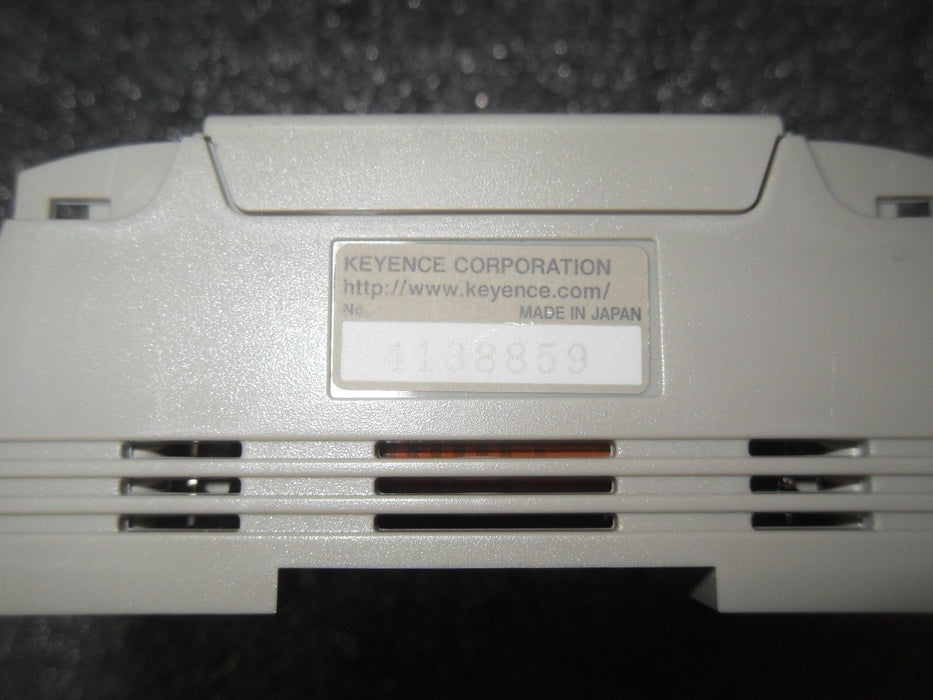 KEYENCE CORPORATION
http://www.keyence.com/
No. MADE IN JAPAN
4138859